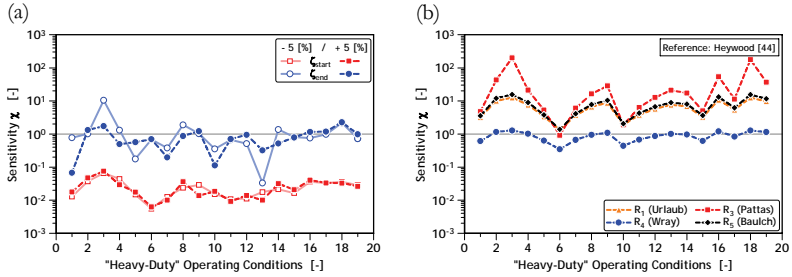 (a)
- 5 [%] / + 5 [%]
ζstart
ζend
Sensitivity χ [-]
10³
10²
10¹
10⁰
10⁻¹
10⁻²
10⁻³
0 2 4 6 8 10 12 14 16 18 20
"Heavy-Duty" Operating Conditions [-]
(b)
Reference: Heywood [44]
Sensitivity χ [-]
10³
10²
10¹
10⁰
10⁻¹
10⁻²
10⁻³
R₁ (Urlaub) R₃ (Pattas)
R₄ (Wray) R₅ (Baulch)
0 2 4 6 8 10 12 14 16 18 20
"Heavy-Duty" Operating Conditions [-]